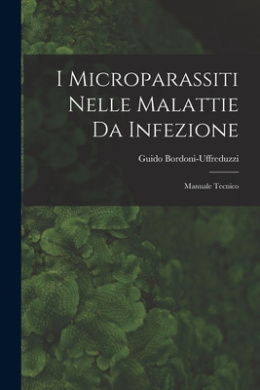 I Microparassiti
Nelle Malattie
Da Infezione
Guido Bordoni-Uffreduzzi
Manuale Tecnico